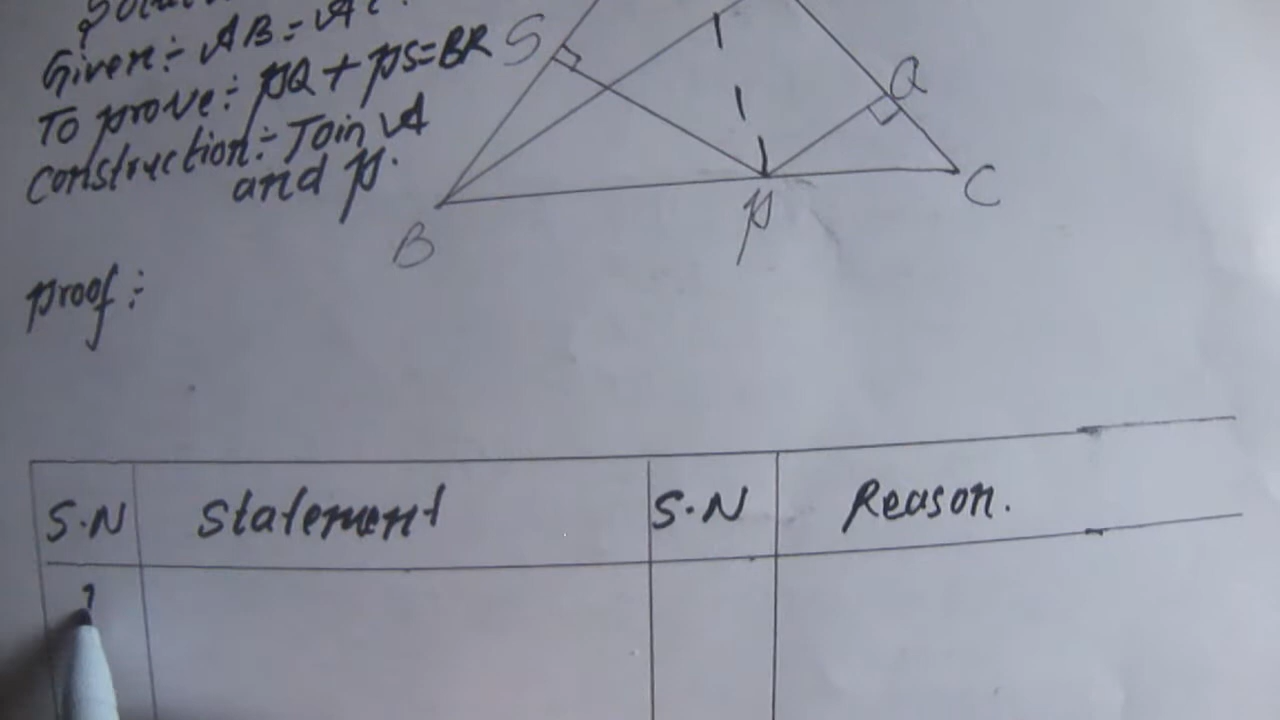 Given:- AB = AC.
To prove:- PQ + PS = BR
Construction:- Join A
and P.
S
Q
B
P
C
Proof :-
S.N Statement S.N Reason.
1